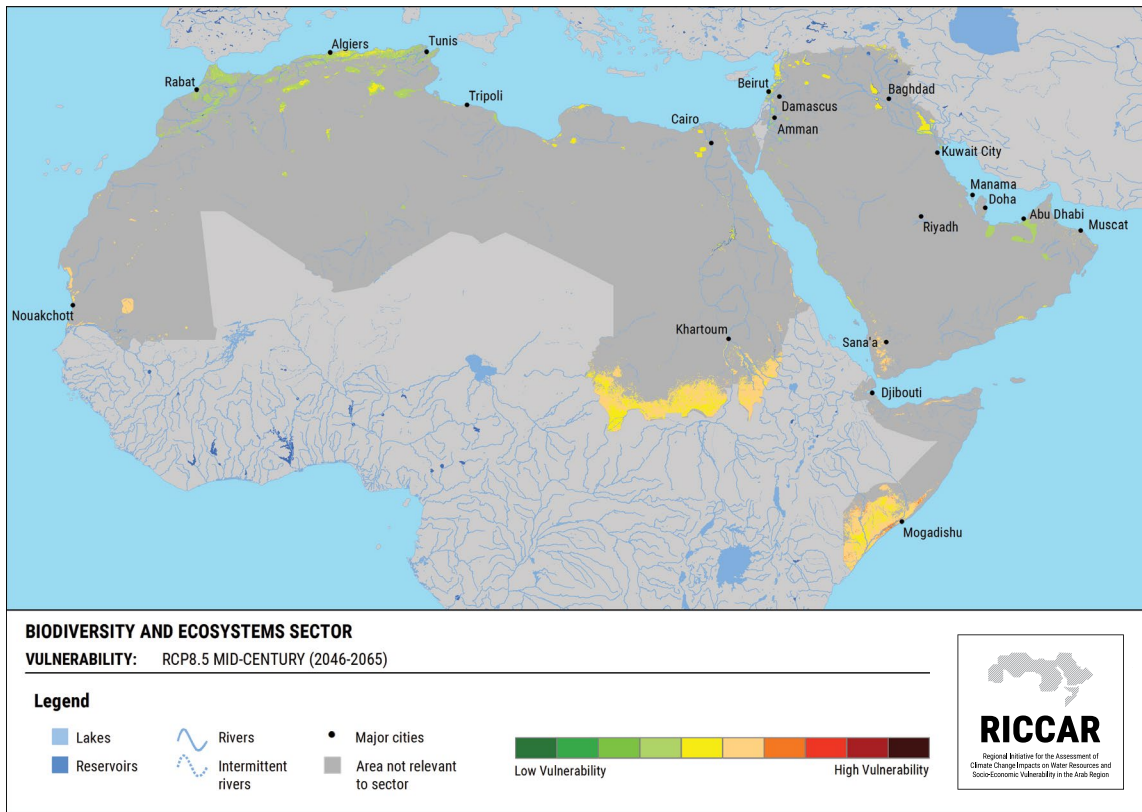 Algiers
Tunis
Rabat
Tripoli
Beirut
Damascus
Baghdad
Cairo
Amman
Kuwait City
Manama
Doha
Abu Dhabi
Riyadh
Muscat
Nouakchott
Khartoum
Sana'a
Djibouti
Mogadishu
BIODIVERSITY AND ECOSYSTEMS SECTOR
VULNERABILITY: RCP8.5 MID-CENTURY (2046-2065)
Legend
Lakes
Rivers
Major cities
Reservoirs
Intermittent
rivers
Area not relevant
to sector
Low Vulnerability
High Vulnerability
RICCAR
Regional Initiative for the Assessment of
Climate Change Impacts on Water Resources and
Socio-Economic Vulnerability in the Arab Region